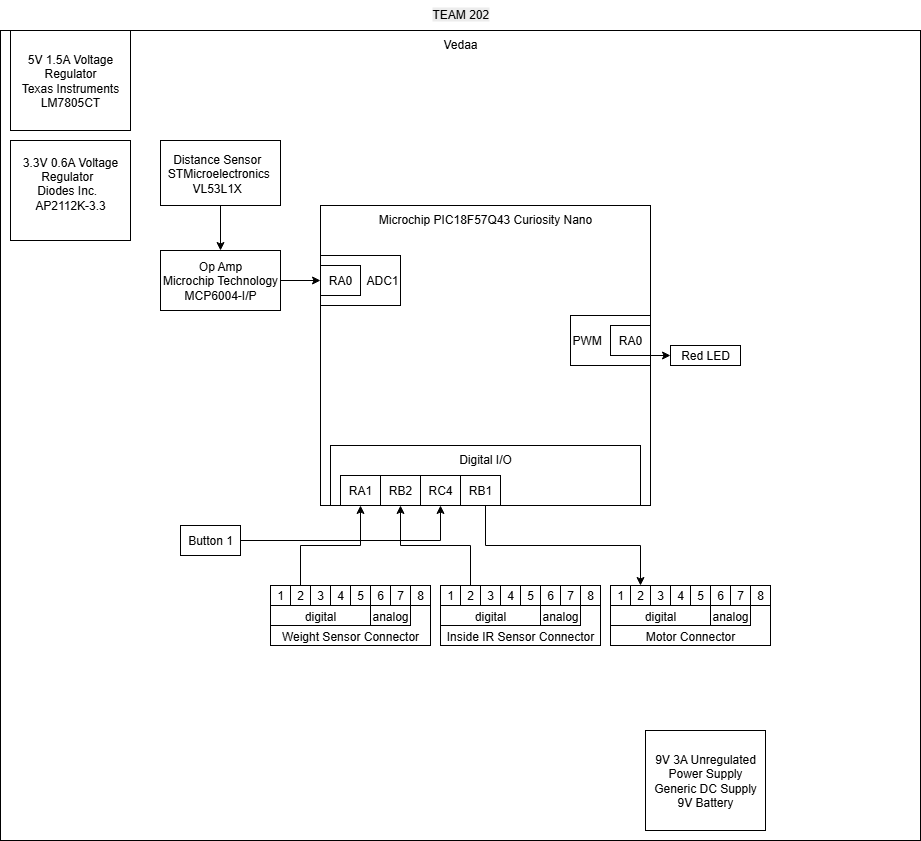 TEAM 202
Vedaa
5V 1.5A Voltage
Regulator
Texas Instruments
LM7805CT
3.3V 0.6A Voltage
Regulator
Diodes Inc.
AP2112K-3.3
Distance Sensor
STMicroelectronics
VL53L1X
Op Amp
Microchip Technology
MCP6004-I/P
Microchip PIC18F57Q43 Curiosity Nano
RA0 ADC1
PWM RA0
Red LED
Digital I/O
RA1 RB2 RC4 RB1
Button 1
1 2 3 4 5 6 7 8
digital analog
Weight Sensor Connector
1 2 3 4 5 6 7 8
digital analog
Inside IR Sensor Connector
1 2 3 4 5 6 7 8
digital analog
Motor Connector
9V 3A Unregulated
Power Supply
Generic DC Supply
9V Battery